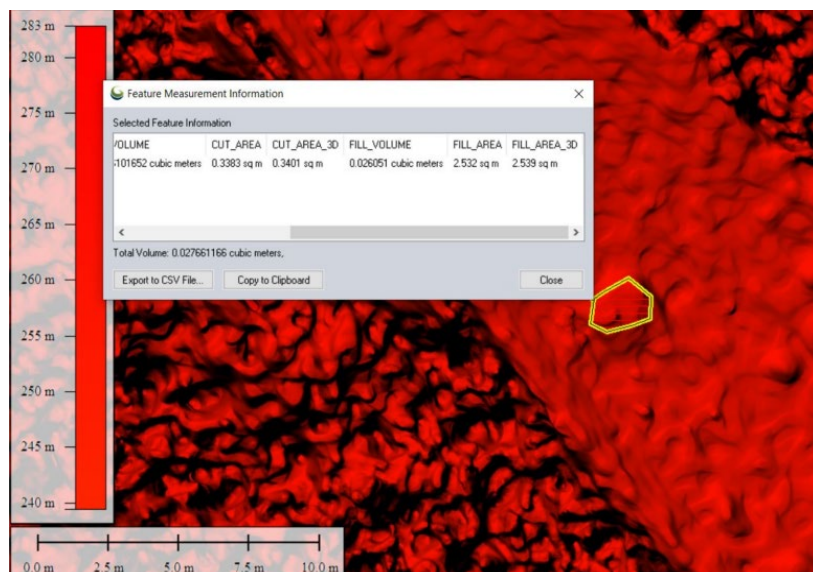 283 m
280 m
275 m
270 m
260 m
255 m
250 m
245 m
240 m
Feature Measurement Information
Selected Feature Information
VOLUME CUT_AREA CUT_AREA_3D FILL_VOLUME FILL_AREA FILL_AREA_3D
101652 cubic meters 0.3383 sq m 0.3401 sq m 0.026051 cubic meters 2.532 sq m 2.539 sq m
Total Volume: 0.027661166 cubic meters,
Export to CSV File... Copy to Clipboard Close
0.0 m 2.5 m 5.0 m 7.5 m 10.0 m